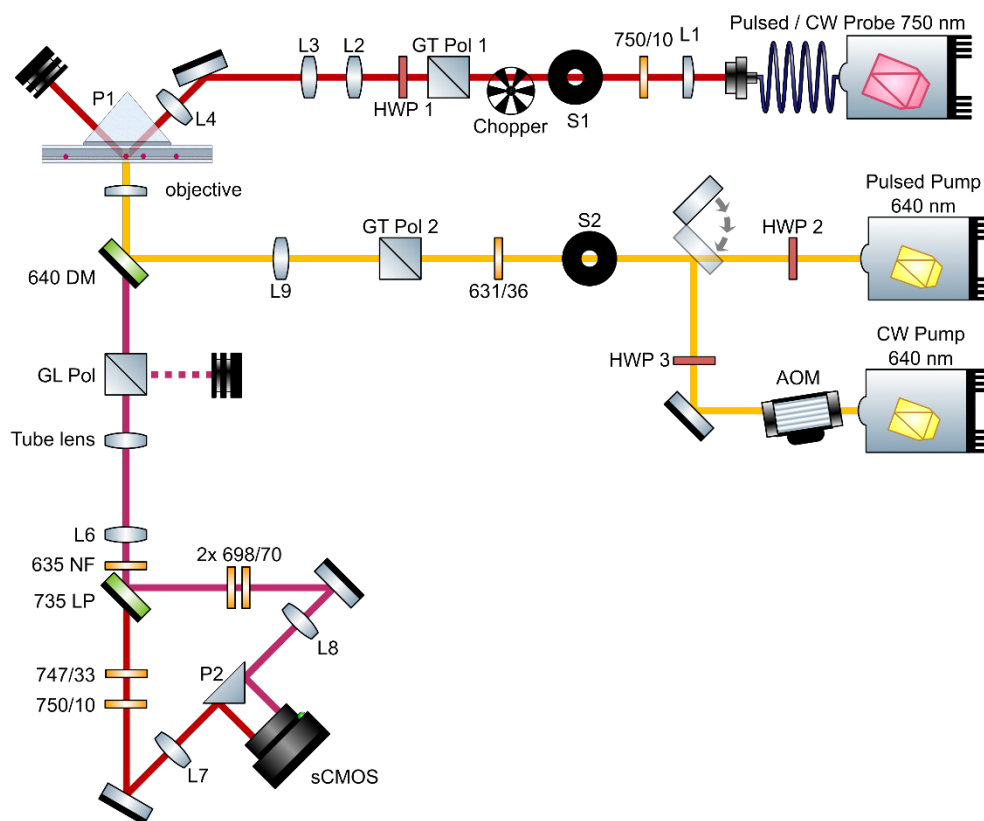 Pulsed / CW Probe 750 nm
GT Pol 1
L3
L2
750/10
L1
P1
L4
HWP 1
Chopper
S1
objective
Pulsed Pump
640 nm
GT Pol 2
S2
HWP 2
640 DM
L9
631/36
CW Pump
640 nm
HWP 3
AOM
GL Pol
Tube lens
L6
635 NF
2x 698/70
735 LP
L8
747/33
P2
750/10
L7
sCMOS